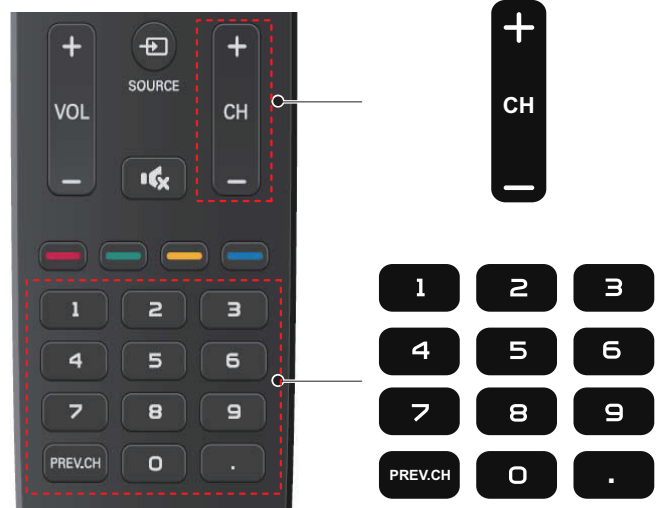 + + +
SOURCE
VOL CH CH
− − −
1 2 3 1 2 3
4 5 6 4 5 6
7 8 9 7 8 9
PREV.CH 0 . PREV.CH 0 .